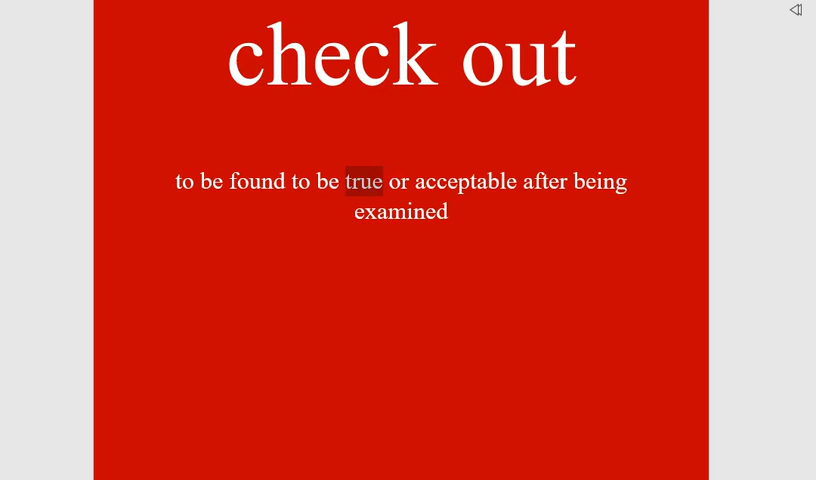 check out
to be found to be true or acceptable after being
examined